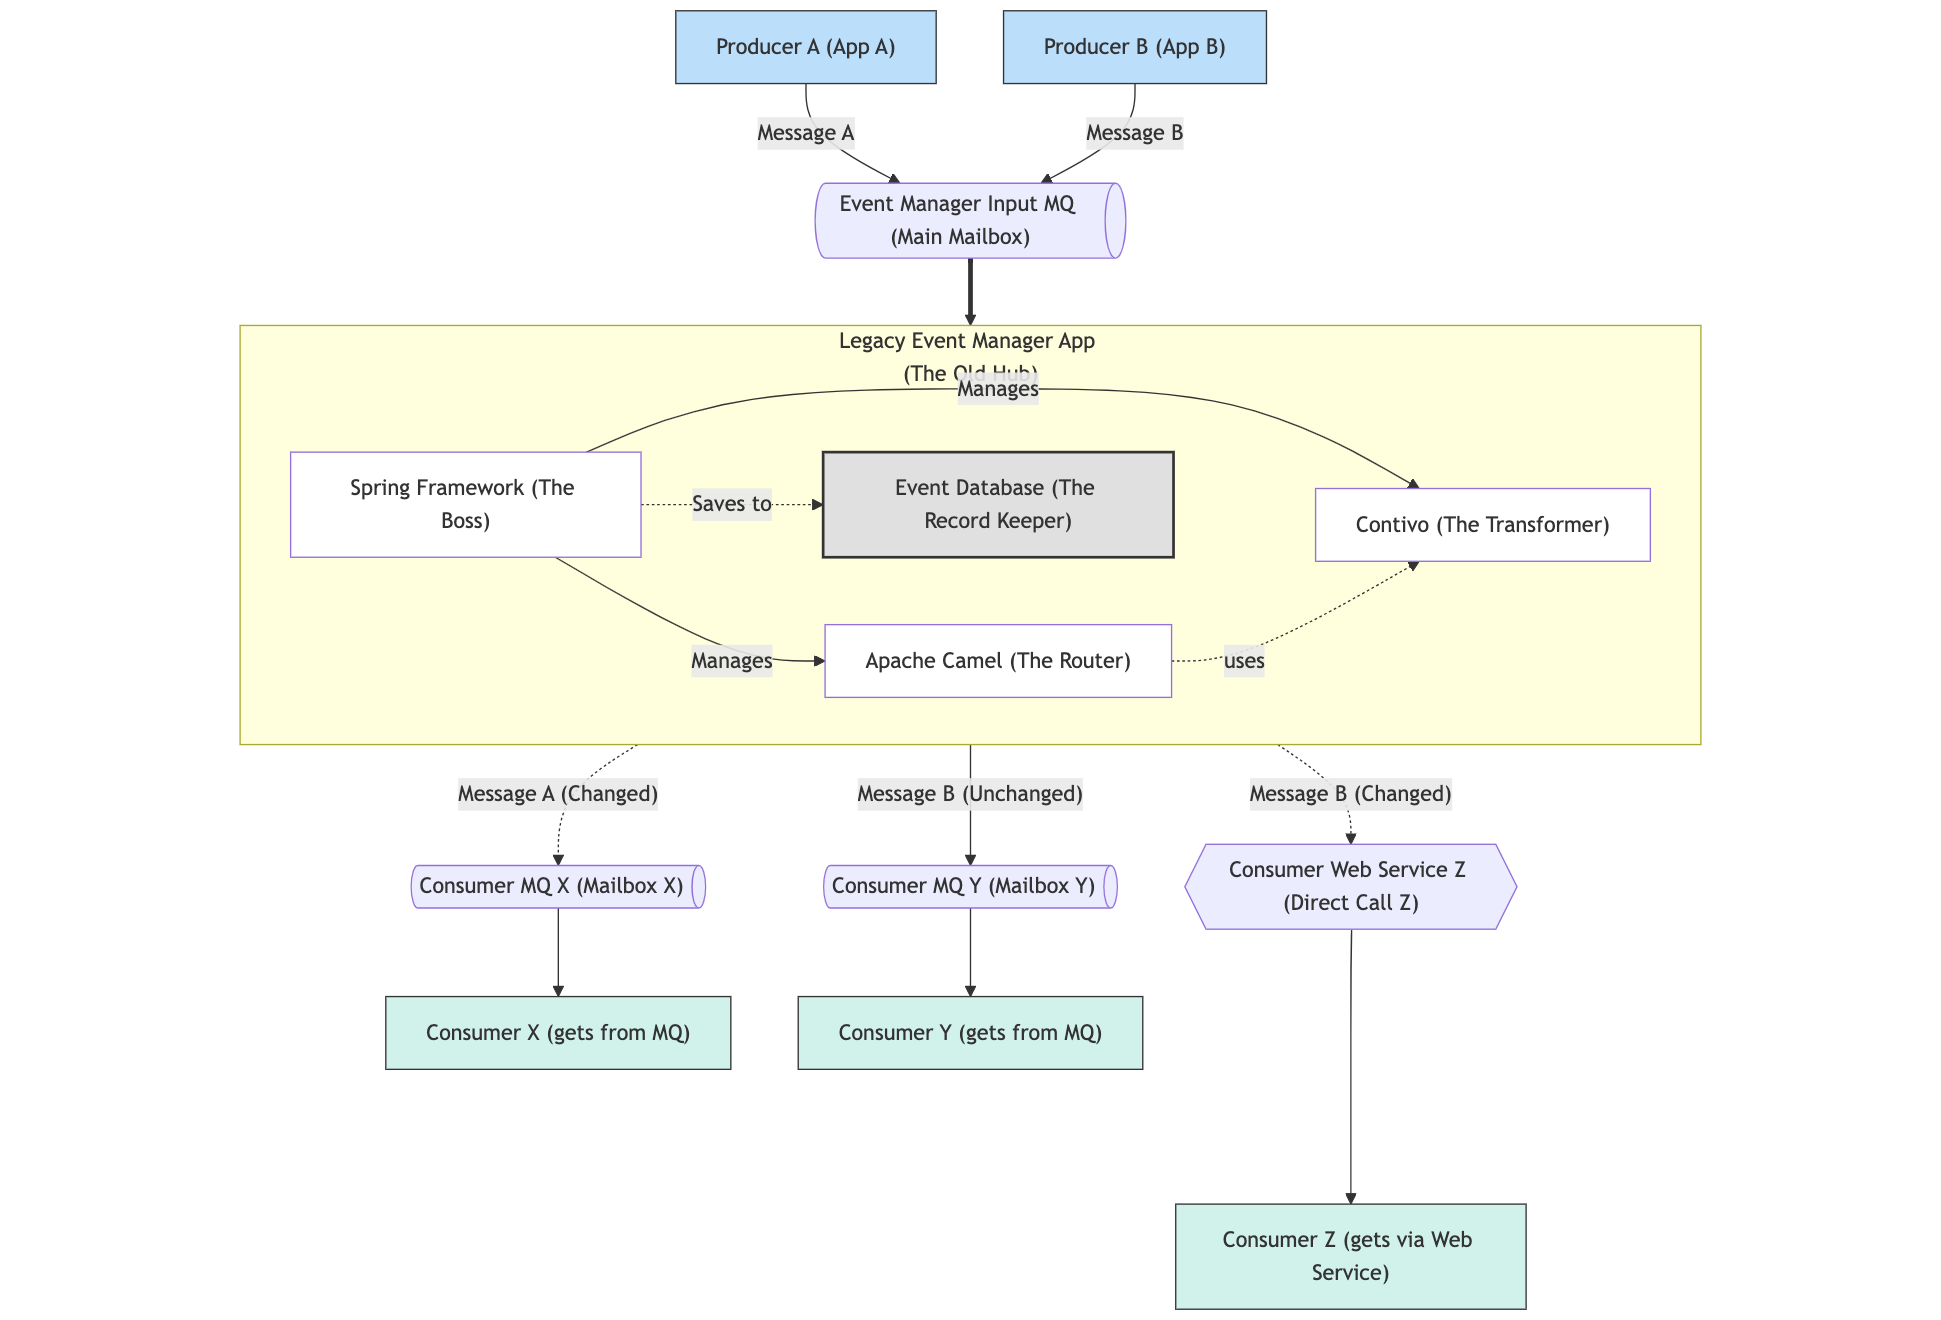 Producer A (App A)
Producer B (App B)
Message A
Message B
Event Manager Input MQ
(Main Mailbox)
Legacy Event Manager App
(The Old Hub)
Manages
Spring Framework (The
Boss)
Saves to
Event Database (The
Record Keeper)
Contivo (The Transformer)
Manages
Apache Camel (The Router)
uses
Message A (Changed)
Message B (Unchanged)
Message B (Changed)
Consumer MQ X (Mailbox X)
Consumer MQ Y (Mailbox Y)
Consumer Web Service Z
(Direct Call Z)
Consumer X (gets from MQ)
Consumer Y (gets from MQ)
Consumer Z (gets via Web
Service)